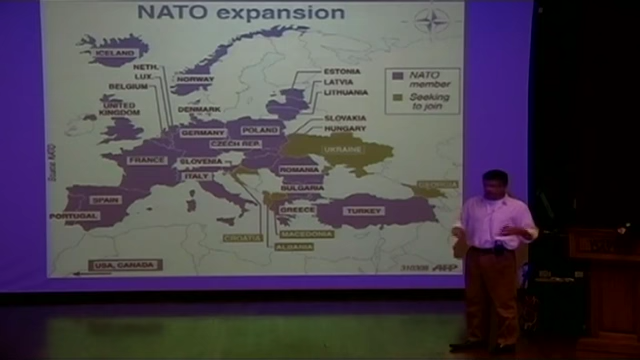 NATO expansion
ICELAND
NETH.
LUX.
BELGIUM
NORWAY
ESTONIA
LATVIA
LITHUANIA
NATO
member
Seeking
to join
UNITED
KINGDOM
DENMARK
SLOVAKIA
HUNGARY
GERMANY
POLAND
CZECH REP.
UKRAINE
FRANCE
SLOVENIA
ITALY
ROMANIA
GEORGIA
BULGARIA
SPAIN
PORTUGAL
GREECE
TURKEY
CROATIA
MACEDONIA
ALBANIA
USA, CANADA
AFP